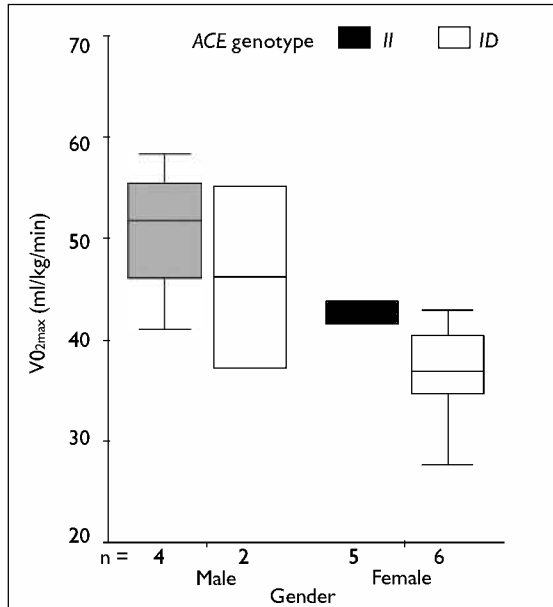 ACE genotype II ID
70
60
50
40
30
20
V02max (ml/kg/min)
n = 4 2 5 6
Male Female
Gender